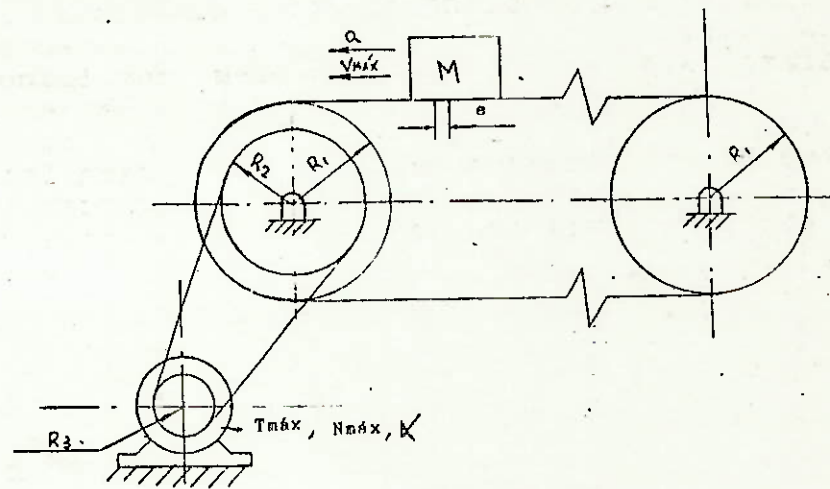 a
Vmáx
M
e
R2
R1
R1
R3.
Tmáx, Nmáx,